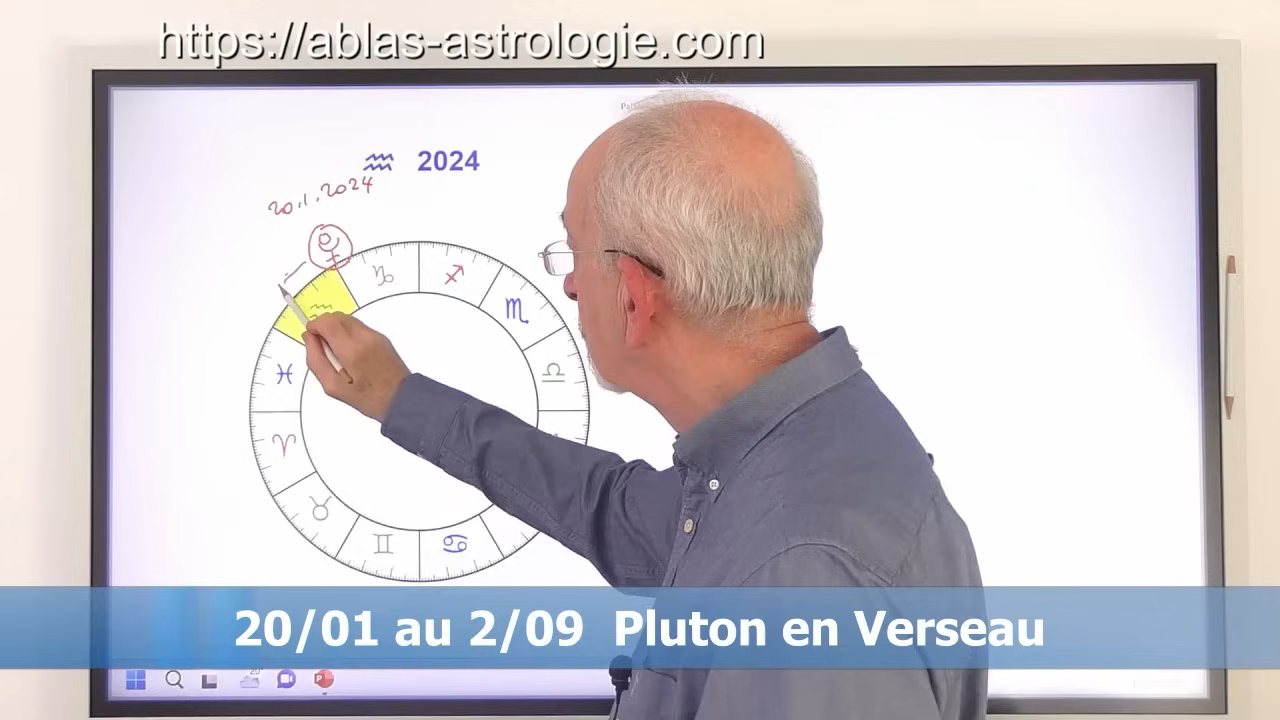 https://ablas-astrologie.com
♒ 2024
20.1.2024
20/01 au 2/09 Pluton en Verseau